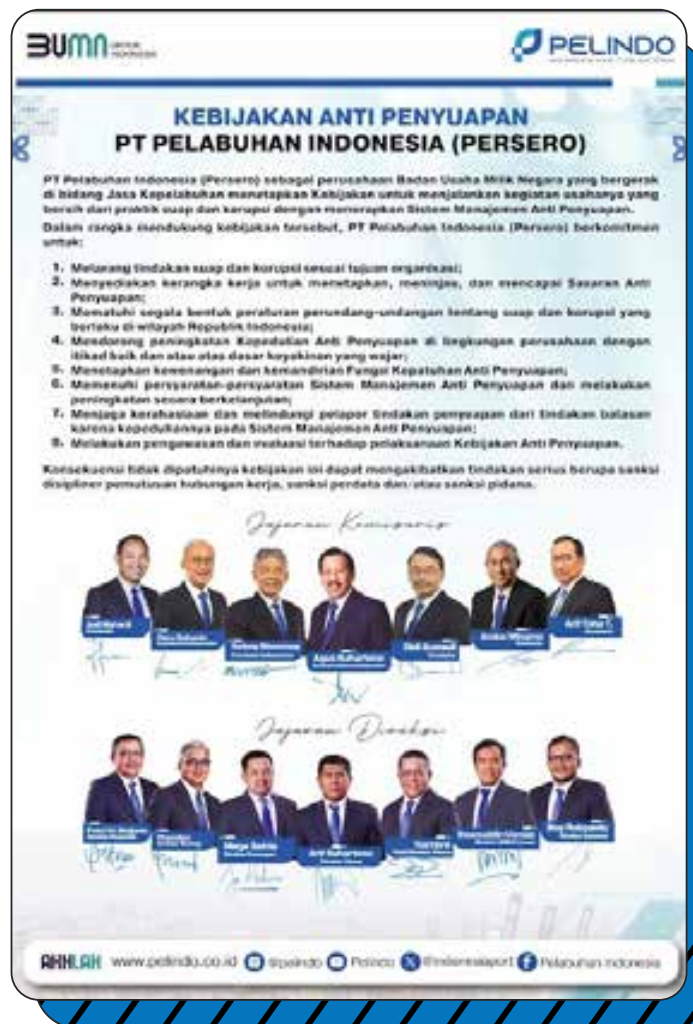 BUMN UNTUK
INDONESIA
PELINDO
KEBIJAKAN ANTI PENYUAPAN
PT PELABUHAN INDONESIA (PERSERO)
PT Pelabuhan Indonesia (Persero) sebagai perusahaan Badan Usaha Milik Negara yang bergerak
di bidang Jasa Kepelabuhan menetapkan Kebijakan untuk menjalankan kegiatan usahanya yang
bersih dari praktik suap dan korupsi dengan menerapkan Sistem Manajemen Anti Penyuapan.
Dalam rangka mendukung kebijakan tersebut, PT Pelabuhan Indonesia (Persero) berkomitmen
untuk:
1. Melarang tindakan suap dan korupsi sesuai tujuan organisasi;
2. Menyediakan kerangka kerja untuk menetapkan, meninjau, dan mencapai Sasaran Anti
Penyuapan;
3. Mematuhi segala bentuk peraturan perundang-undangan tentang suap dan korupsi yang
berlaku di wilayah Republik Indonesia;
4. Mendorong peningkatan Kepedulian Anti Penyuapan di lingkungan perusahaan dengan
itikad baik dan atau atas dasar keyakinan yang wajar;
5. Menetapkan kewenangan dan kemandirian Fungsi Kepatuhan Anti Penyuapan;
6. Memenuhi persyaratan-persyaratan Sistem Manajemen Anti Penyuapan dan melakukan
peningkatan secara berkelanjutan;
7. Menjaga kerahasiaan dan melindungi pelapor tindakan penyuapan dari tindakan balasan
karena kepeduliannya pada Sistem Manajemen Anti Penyuapan;
8. Melakukan pengawasan dan evaluasi terhadap pelaksanaan Kebijakan Anti Penyuapan.
Konsekuensi tidak dipatuhinya kebijakan ini dapat mengakibatkan tindakan serius berupa sanksi
disipliner pemutusan hubungan kerja, sanksi perdata dan/atau sanksi pidana.
Jajaran Komisaris
Agus Suhartono
Jajaran Direksi
Arif Suhartono
AKHLAK www.pelindo.co.id @pelindo Pelindo @indonesiaport Pelabuhan Indonesia